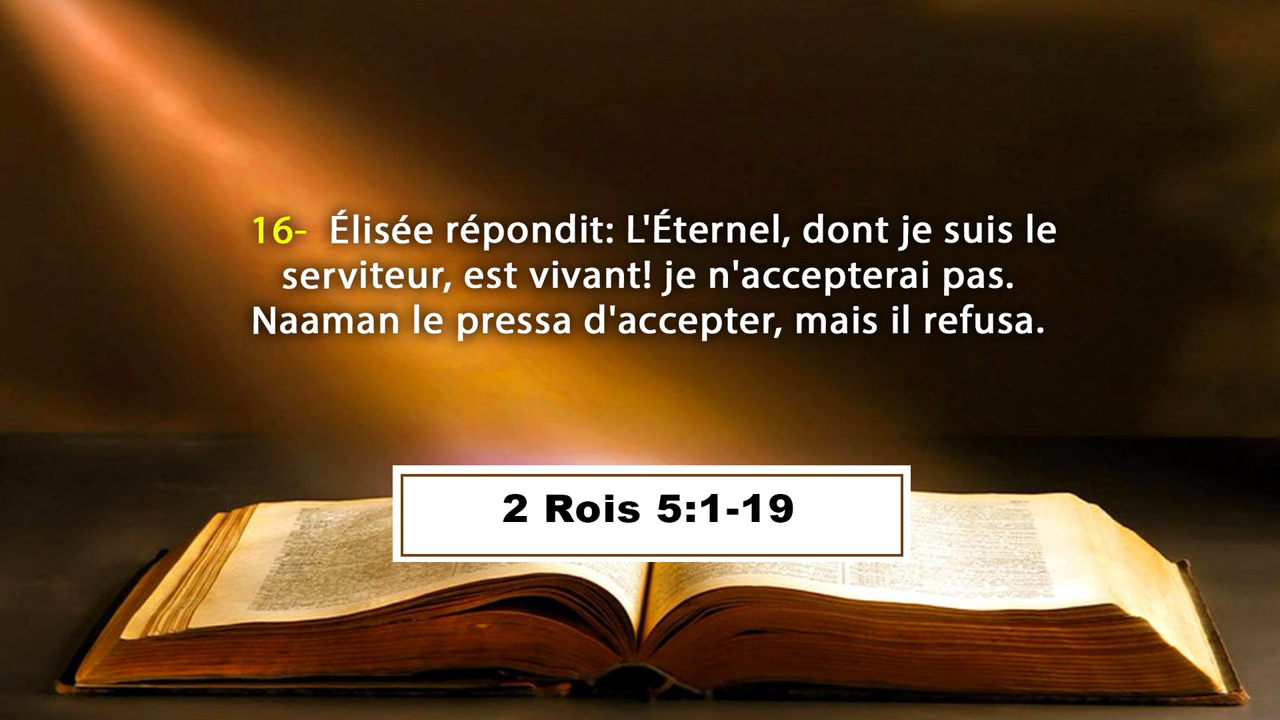 16- Élisée répondit: L'Éternel, dont je suis le
serviteur, est vivant! je n'accepterai pas.
Naaman le pressa d'accepter, mais il refusa.
2 Rois 5:1-19